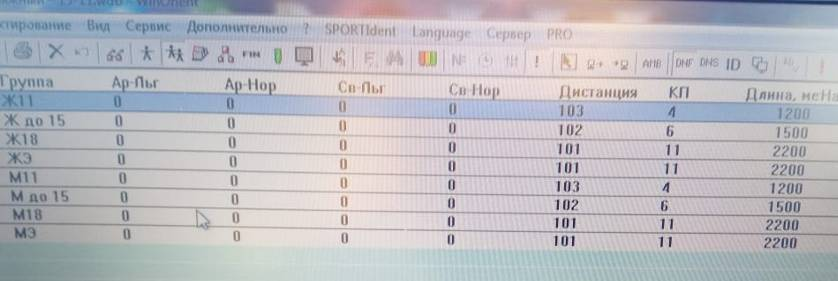 WinOrient
Вид Сервис Дополнительно ? SPORTIdent Language Сервер PRO
FIN ! АМВ DNF DNS ID !
Группа Ар-Льг Ар-Нор Св-Льг Св-Нор Дистанция КП Длина,
Ж11 0 0 0 0 103 4 1200
Ж до 15 0 0 0 0 102 6 1500
Ж18 0 0 0 0 101 11 2200
ЖЭ 0 0 0 0 101 11 2200
М11 0 0 0 0 103 4 1200
М до 15 0 0 0 0 102 6 1500
М18 0 0 0 0 101 11 2200
МЭ 0 0 0 0 101 11 2200